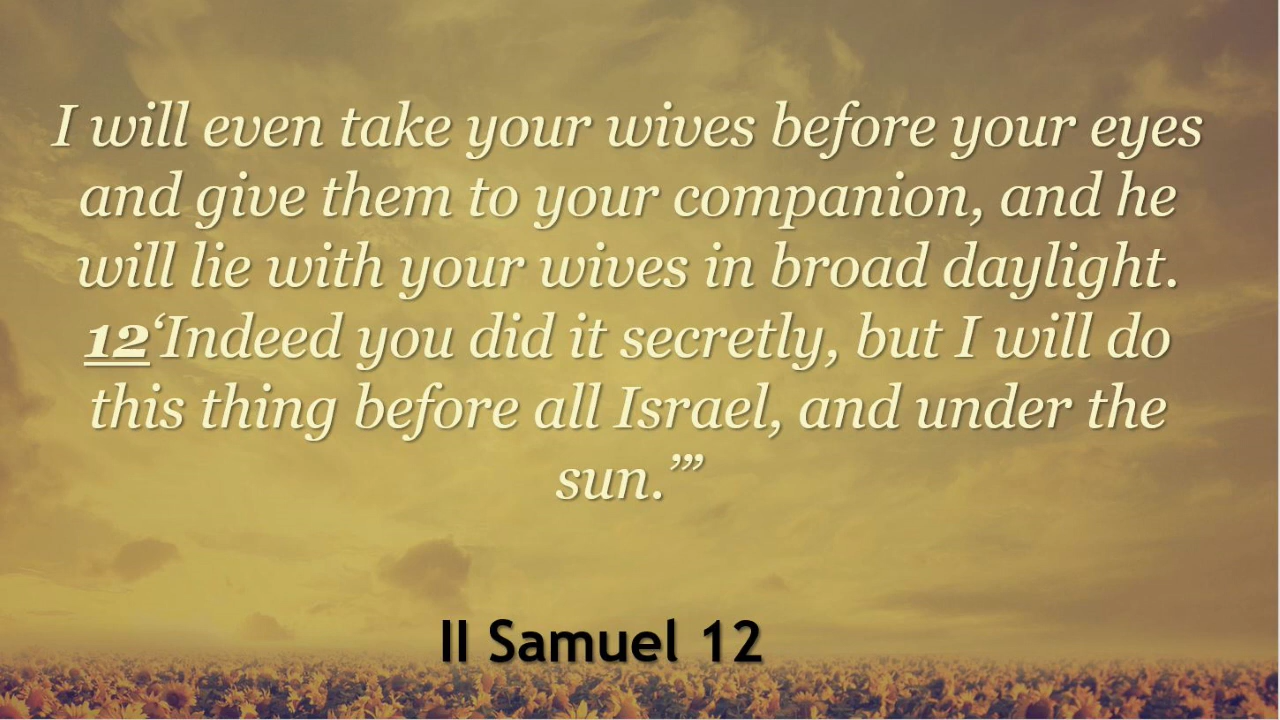 I will even take your wives before your eyes
and give them to your companion, and he
will lie with your wives in broad daylight.
12‘Indeed you did it secretly, but I will do
this thing before all Israel, and under the
sun.’”
II Samuel 12